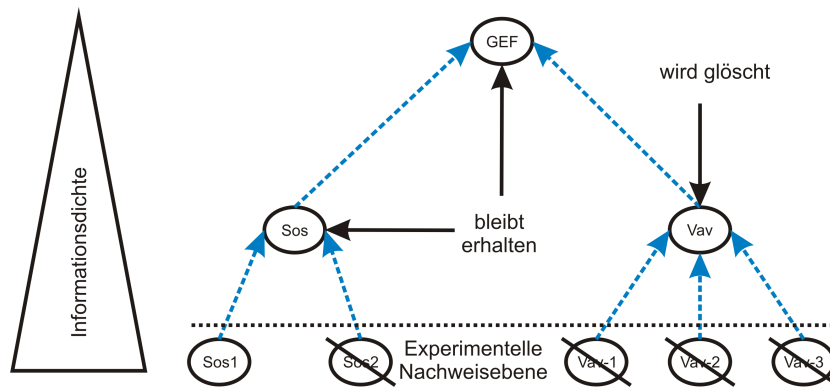 GEF
wird glöscht
Informationsdichte
Sos
bleibt
erhalten
Vav
Sos1
Sos2
Experimentelle
Nachweisebene
Vav-1
Vav-2
Vav-3